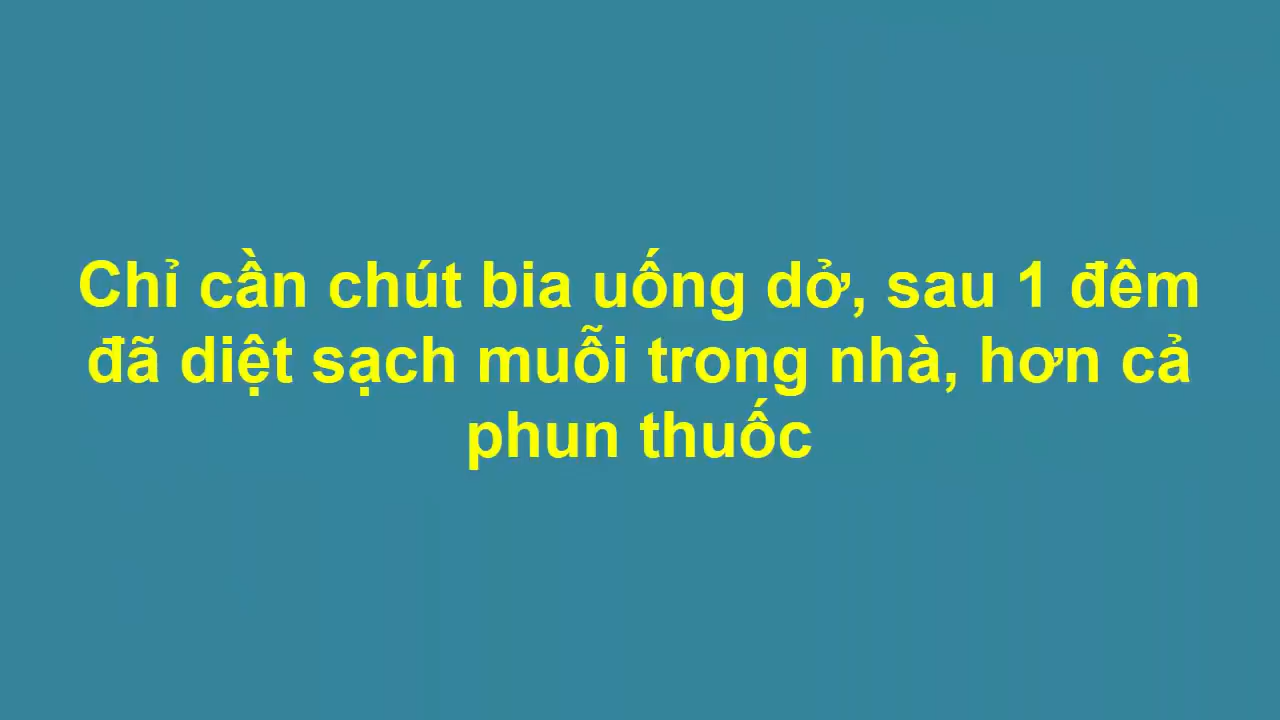 Chỉ cần chút bia uống dở, sau 1 đêm
đã diệt sạch muỗi trong nhà, hơn cả
phun thuốc